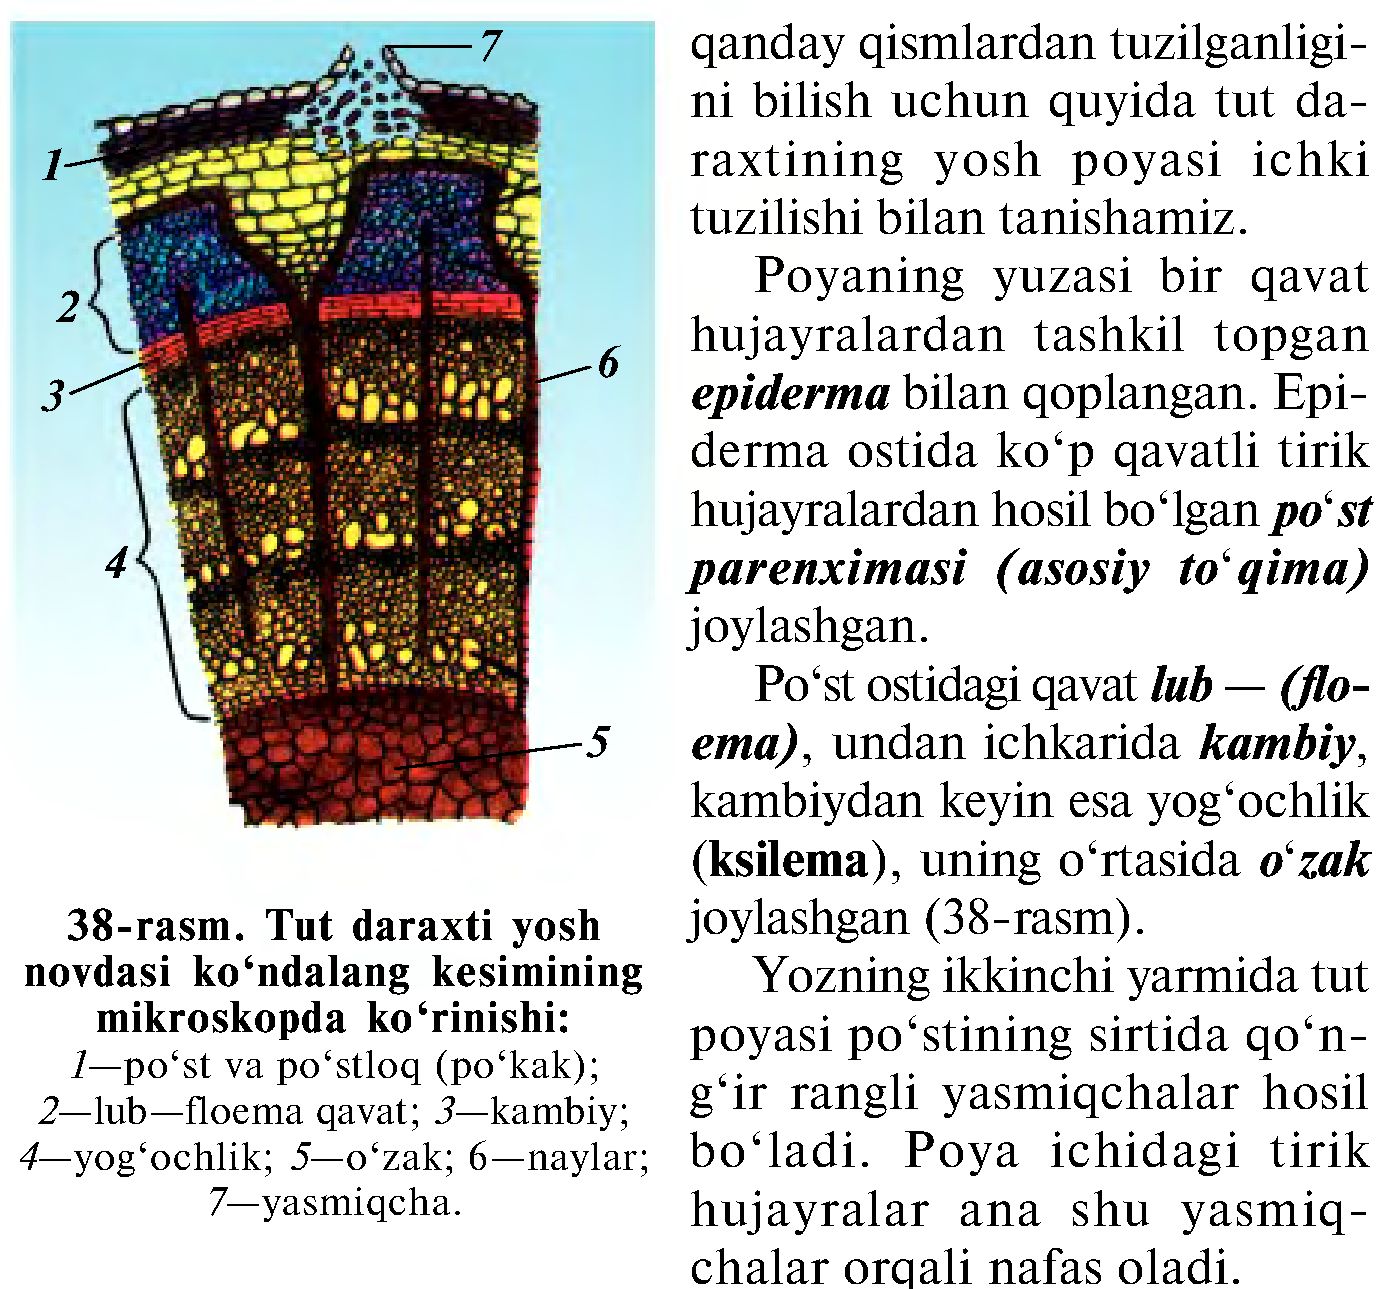 7
1
2
3
6
4
5
38-rasm. Tut daraxti yosh
novdasi ko‘ndalang kesimining
mikroskopda ko‘rinishi:
1—po‘st va po‘stloq (po‘kak);
2—lub—floema qavat; 3—kambiy;
4—yog‘ochlik; 5—o‘zak; 6—naylar;
7—yasmiqcha.
qanday qismlardan tuzilganligi-
ni bilish uchun quyida tut da-
raxtining yosh poyasi ichki
tuzilishi bilan tanishamiz.
Poyaning yuzasi bir qavat
hujayralardan tashkil topgan
epiderma bilan qoplangan. Epi-
derma ostida ko‘p qavatli tirik
hujayralardan hosil bo‘lgan po‘st
parenximasi (asosiy to‘qima)
joylashgan.
Po‘st ostidagi qavat lub — (flo-
ema), undan ichkarida kambiy,
kambiydan keyin esa yog‘ochlik
(ksilema), uning o‘rtasida o‘zak
joylashgan (38-rasm).
Yozning ikkinchi yarmida tut
poyasi po‘stining sirtida qo‘n-
g‘ir rangli yasmiqchalar hosil
bo‘ladi. Poya ichidagi tirik
hujayralar ana shu yasmiq-
chalar orqali nafas oladi.